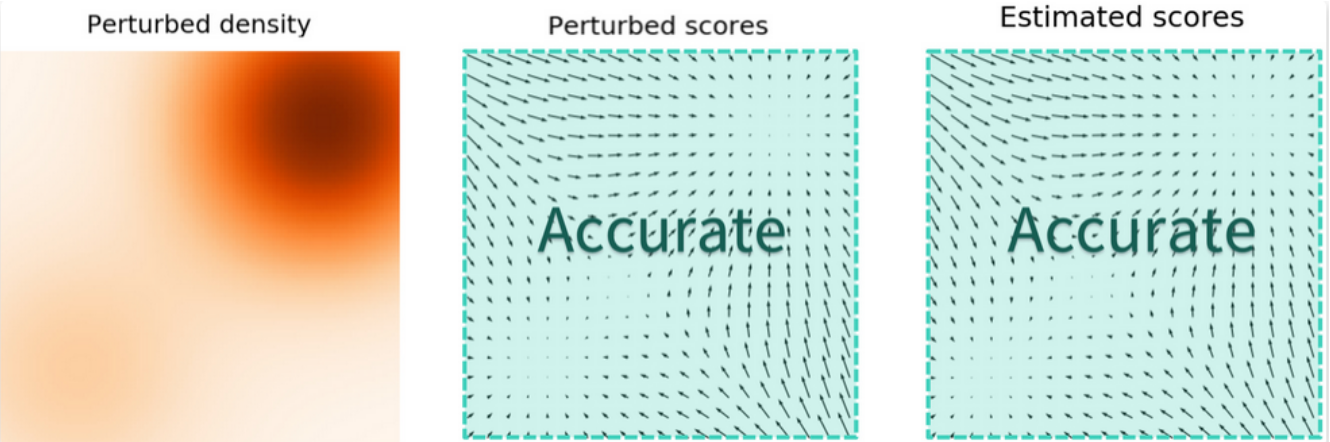 Perturbed density
Perturbed scores
Estimated scores
Accurate
Accurate